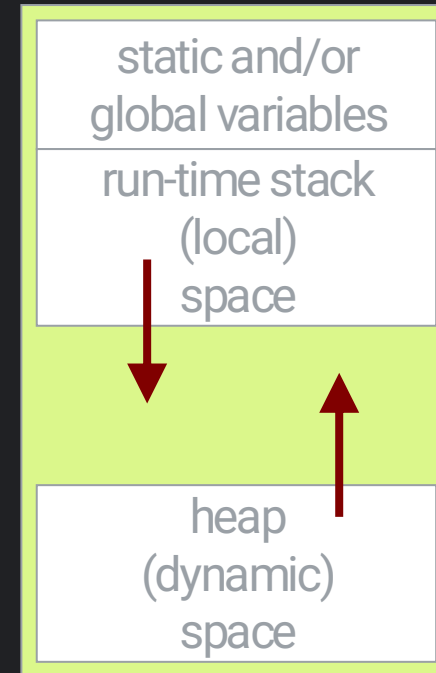 static and/or
global variables
run-time stack
(local)
space
heap
(dynamic)
space